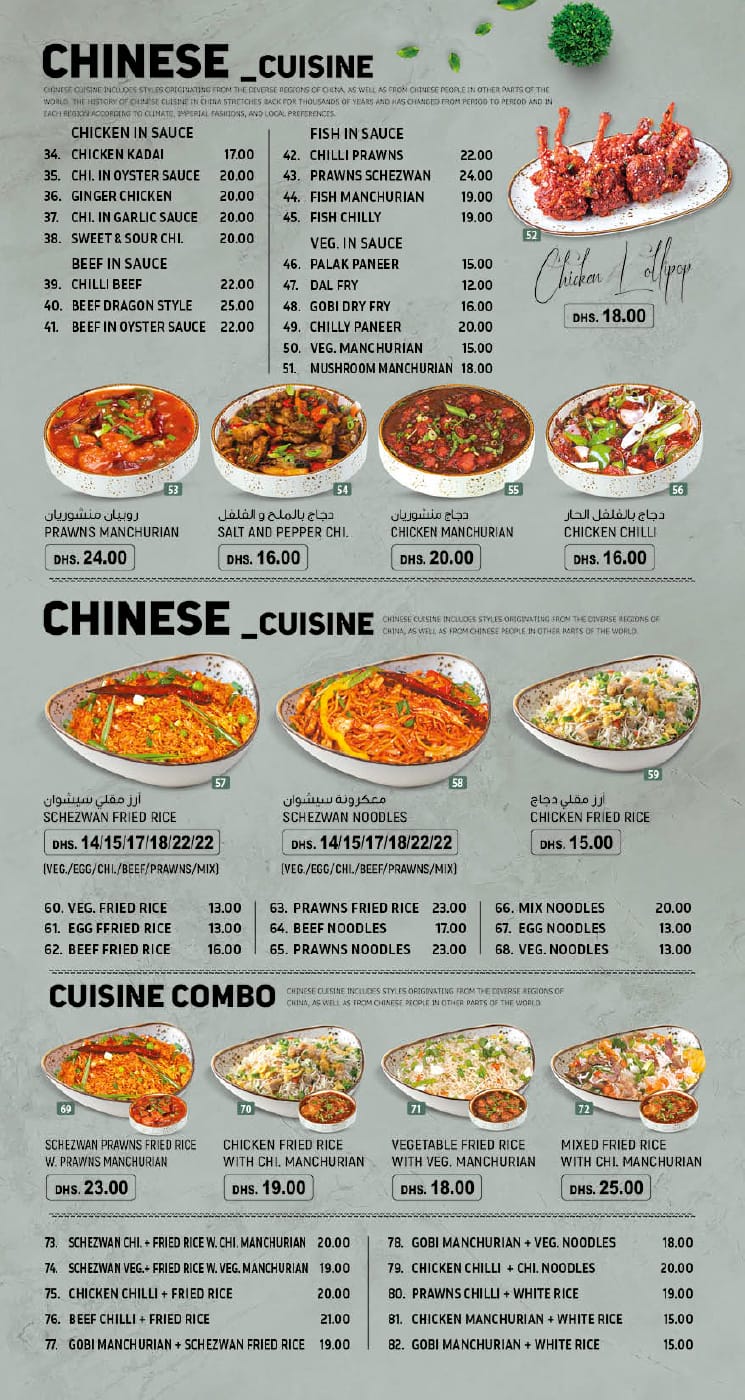 CHINESE _CUISINE
CHINESE CUISINE INCLUDES STYLES ORIGINATING FROM THE DIVERSE REGIONS OF CHINA, AS WELL AS FROM CHINESE PEOPLE IN OTHER PARTS OF THE
WORLD. THE HISTORY OF CHINESE CUISINE IN CHINA STRETCHES BACK FOR THOUSANDS OF YEARS AND HAS CHANGED FROM PERIOD TO PERIOD AND IN
EACH REGION ACCORDING TO CLIMATE, IMPERIAL FASHIONS, AND LOCAL PREFERENCES.
CHICKEN IN SAUCE
34. CHICKEN KADAI 17.00
35. CHI. IN OYSTER SAUCE 20.00
36. GINGER CHICKEN 20.00
37. CHI. IN GARLIC SAUCE 20.00
38. SWEET & SOUR CHI. 20.00
BEEF IN SAUCE
39. CHILLI BEEF 22.00
40. BEEF DRAGON STYLE 25.00
41. BEEF IN OYSTER SAUCE 22.00
FISH IN SAUCE
42. CHILLI PRAWNS 22.00
43. PRAWNS SCHEZWAN 24.00
44. FISH MANCHURIAN 19.00
45. FISH CHILLY 19.00
VEG. IN SAUCE
46. PALAK PANEER 15.00
47. DAL FRY 12.00
48. GOBI DRY FRY 16.00
49. CHILLY PANEER 20.00
50. VEG. MANCHURIAN 15.00
51. MUSHROOM MANCHURIAN 18.00
52
Chicken Lollipop
DHS. 18.00
53
روبيان منشوريان
PRAWNS MANCHURIAN
DHS. 24.00
54
دجاج بالملح و الفلفل
SALT AND PEPPER CHI.
DHS. 16.00
55
دجاج منشوريان
CHICKEN MANCHURIAN
DHS. 20.00
56
دجاج بالفلفل الحار
CHICKEN CHILLI
DHS. 16.00
CHINESE _CUISINE
CHINESE CUISINE INCLUDES STYLES ORIGINATING FROM THE DIVERSE REGIONS OF
CHINA, AS WELL AS FROM CHINESE PEOPLE IN OTHER PARTS OF THE WORLD.
57
أرز مقلي سيشوان
SCHEZWAN FRIED RICE
DHS. 14/15/17/18/22/22
(VEG./EGG/CHI./BEEF/PRAWNS/MIX)
58
معكرونة سيشوان
SCHEZWAN NOODLES
DHS. 14/15/17/18/22/22
(VEG./EGG/CHI./BEEF/PRAWNS/MIX)
59
أرز مقلي دجاج
CHICKEN FRIED RICE
DHS. 15.00
60. VEG. FRIED RICE 13.00
61. EGG FFRIED RICE 13.00
62. BEEF FRIED RICE 16.00
63. PRAWNS FRIED RICE 23.00
64. BEEF NOODLES 17.00
65. PRAWNS NOODLES 23.00
66. MIX NOODLES 20.00
67. EGG NOODLES 13.00
68. VEG. NOODLES 13.00
CUISINE COMBO
CHINESE CUISINE INCLUDES STYLES ORIGINATING FROM THE DIVERSE REGIONS OF
CHINA, AS WELL AS FROM CHINESE PEOPLE IN OTHER PARTS OF THE WORLD.
69
SCHEZWAN PRAWNS FRIED RICE
W. PRAWNS MANCHURIAN
DHS. 23.00
70
CHICKEN FRIED RICE
WITH CHI. MANCHURIAN
DHS. 19.00
71
VEGETABLE FRIED RICE
WITH VEG. MANCHURIAN
DHS. 18.00
72
MIXED FRIED RICE
WITH CHI. MANCHURIAN
DHS. 25.00
73. SCHEZWAN CHI. + FRIED RICE W. CHI. MANCHURIAN 20.00
74. SCHEZWAN VEG.+ FRIED RICE W. VEG. MANCHURIAN 19.00
75. CHICKEN CHILLI + FRIED RICE 20.00
76. BEEF CHILLI + FRIED RICE 21.00
77. GOBI MANCHURIAN + SCHEZWAN FRIED RICE 19.00
78. GOBI MANCHURIAN + VEG. NOODLES 18.00
79. CHICKEN CHILLI + CHI. NOODLES 20.00
80. PRAWNS CHILLI + WHITE RICE 19.00
81. CHICKEN MANCHURIAN + WHITE RICE 15.00
82. GOBI MANCHURIAN + WHITE RICE 15.00